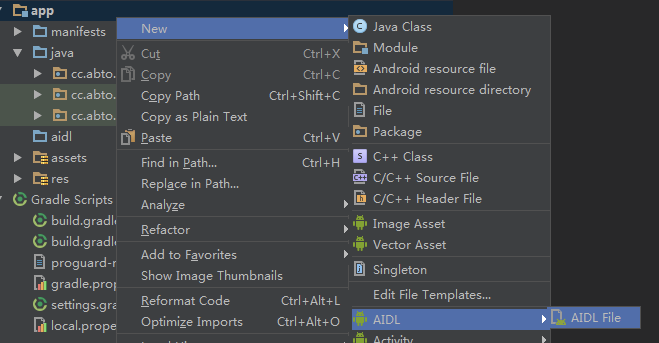 app
manifests
java
cc.abto.
cc.abto.
cc.abto.
aidl
assets
res
Gradle Scripts
build.gradle
build.gradl
proguard-r
gradle.prop
settings.gra
local.prope
New
Cut Ctrl+X
Copy Ctrl+C
Copy Path Ctrl+Shift+C
Copy as Plain Text
Paste Ctrl+V
Find in Path... Ctrl+H
Replace in Path...
Analyze
Refactor
Add to Favorites
Show Image Thumbnails
Reformat Code Ctrl+Alt+L
Optimize Imports Ctrl+Alt+O
Java Class
Module
Android resource file
Android resource directory
File
Package
C++ Class
C/C++ Source File
C/C++ Header File
Image Asset
Vector Asset
Singleton
Edit File Templates...
AIDL
Activity
AIDL File